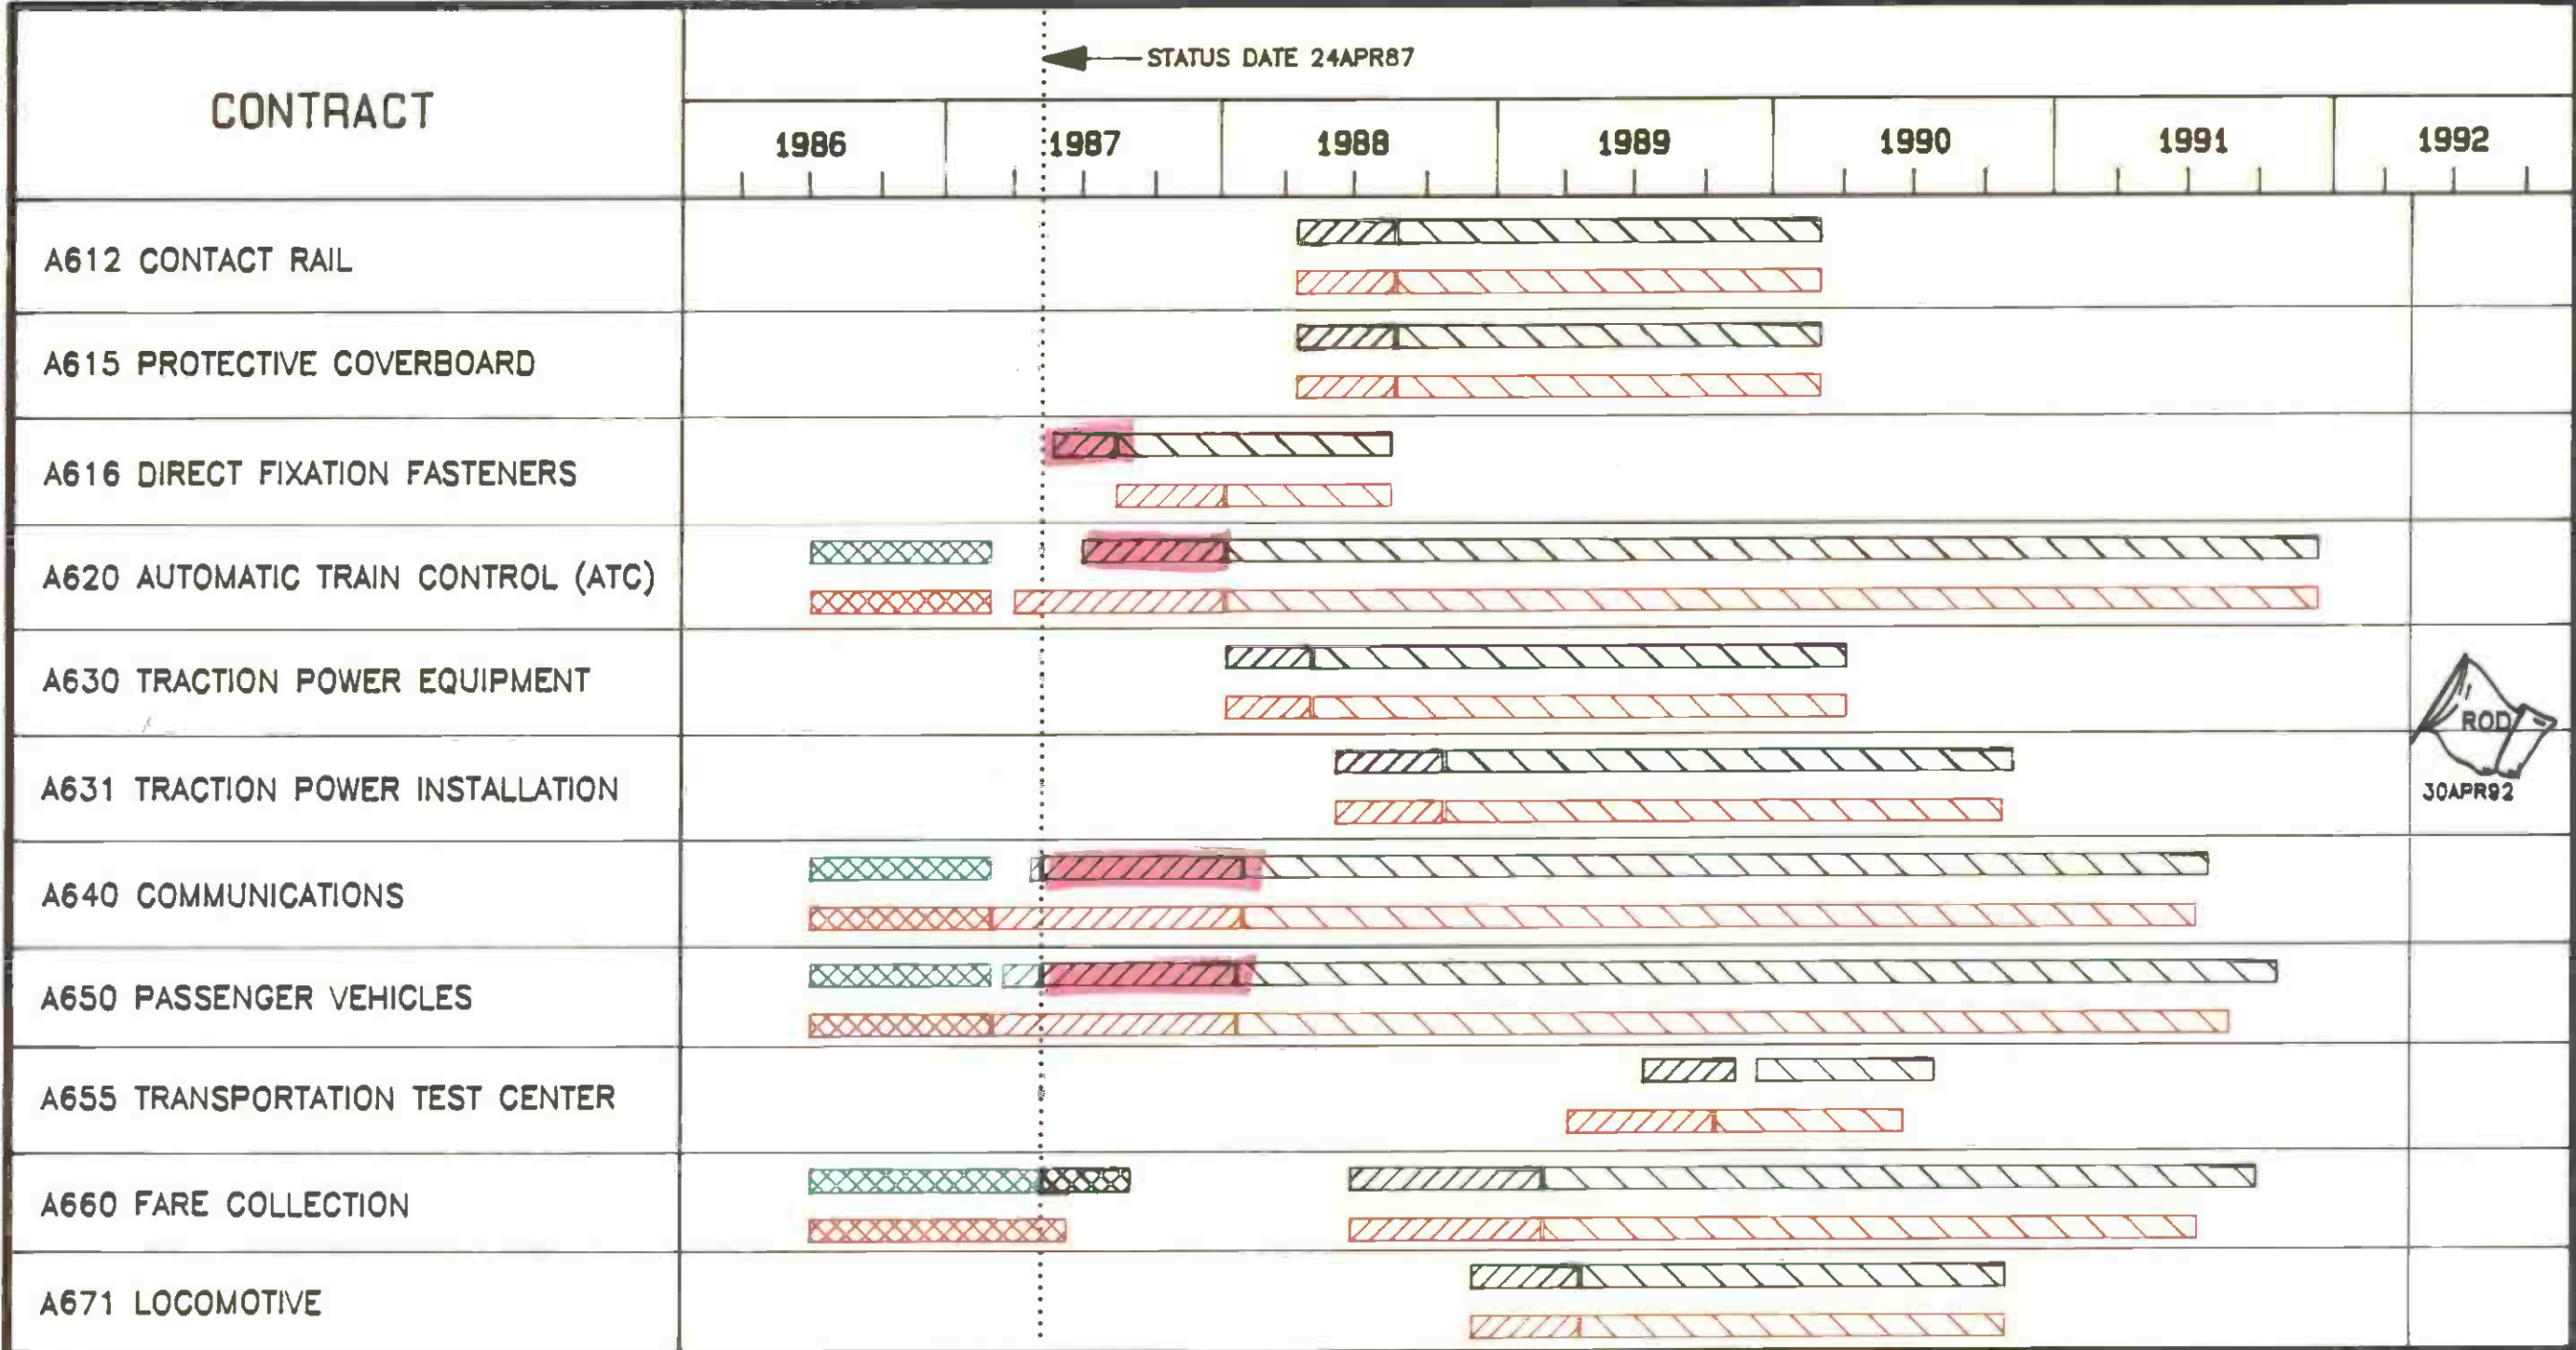 STATUS DATE 24APR87
CONTRACT
1986 1987 1988 1989 1990 1991 1992
A612 CONTACT RAIL
A615 PROTECTIVE COVERBOARD
A616 DIRECT FIXATION FASTENERS
A620 AUTOMATIC TRAIN CONTROL (ATC)
A630 TRACTION POWER EQUIPMENT
ROD
A631 TRACTION POWER INSTALLATION
30APR92
A640 COMMUNICATIONS
A650 PASSENGER VEHICLES
A655 TRANSPORTATION TEST CENTER
A660 FARE COLLECTION
A671 LOCOMOTIVE